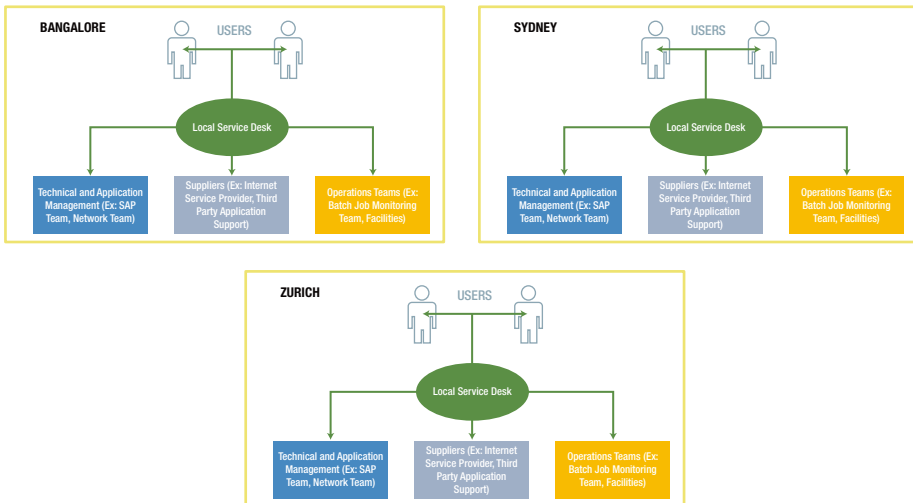 BANGALORE
USERS
Local Service Desk
Technical and Application
Management (Ex: SAP
Team, Network Team)
Suppliers (Ex: Internet
Service Provider, Third
Party Application
Support)
Operations Teams (Ex:
Batch Job Monitoring
Team, Facilities)
SYDNEY
USERS
Local Service Desk
Technical and Application
Management (Ex: SAP
Team, Network Team)
Suppliers (Ex: Internet
Service Provider, Third
Party Application
Support)
Operations Teams (Ex:
Batch Job Monitoring
Team, Facilities)
ZURICH
USERS
Local Service Desk
Technical and Application
Management (Ex: SAP
Team, Network Team)
Suppliers (Ex: Internet
Service Provider, Third
Party Application
Support)
Operations Teams (Ex:
Batch Job Monitoring
Team, Facilities)